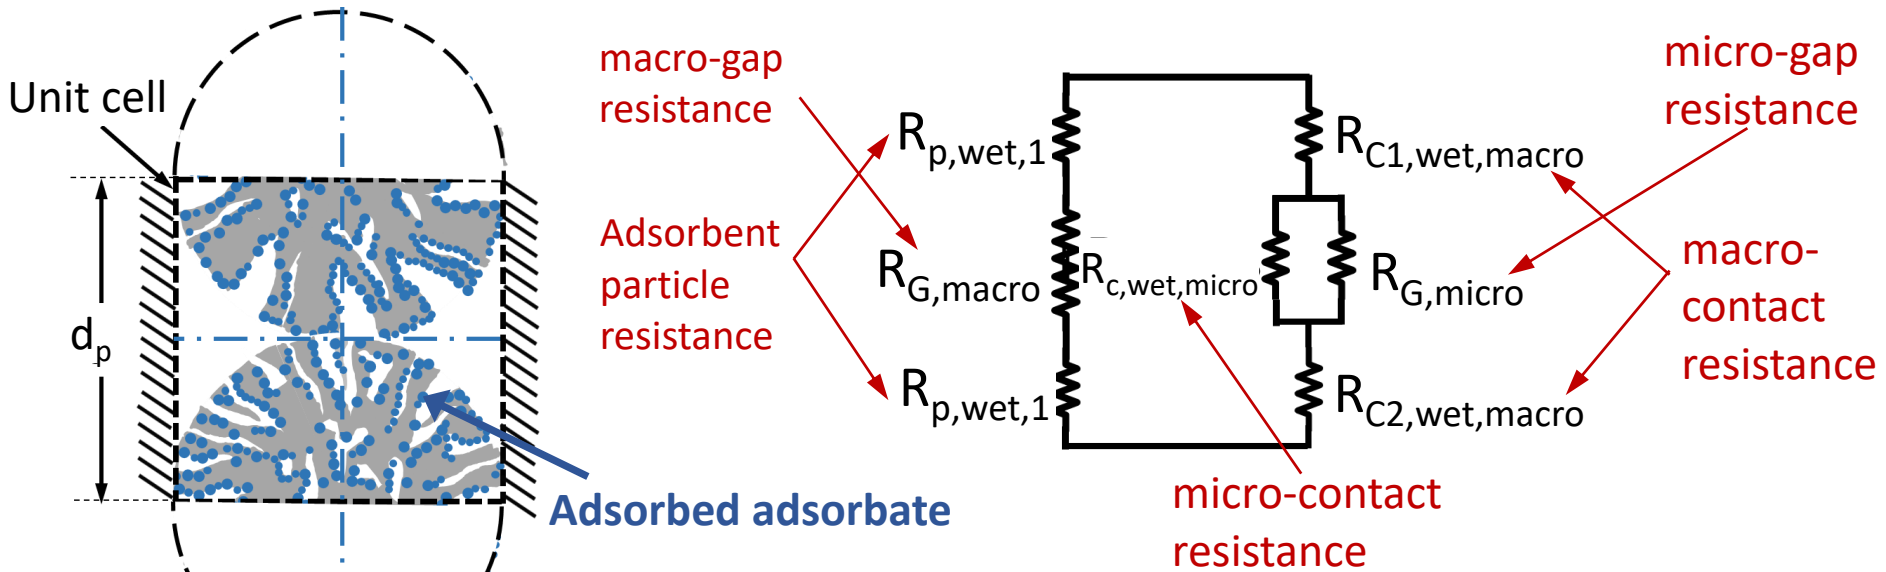 Unit cell
d_p
Adsorbed adsorbate
macro-gap
resistance
Adsorbent
particle
resistance
R_p,wet,1
R_G,macro
R_p,wet,1
R_c,wet,micro
R_C1,wet,macro
R_G,micro
R_C2,wet,macro
micro-gap
resistance
macro-
contact
resistance
micro-contact
resistance